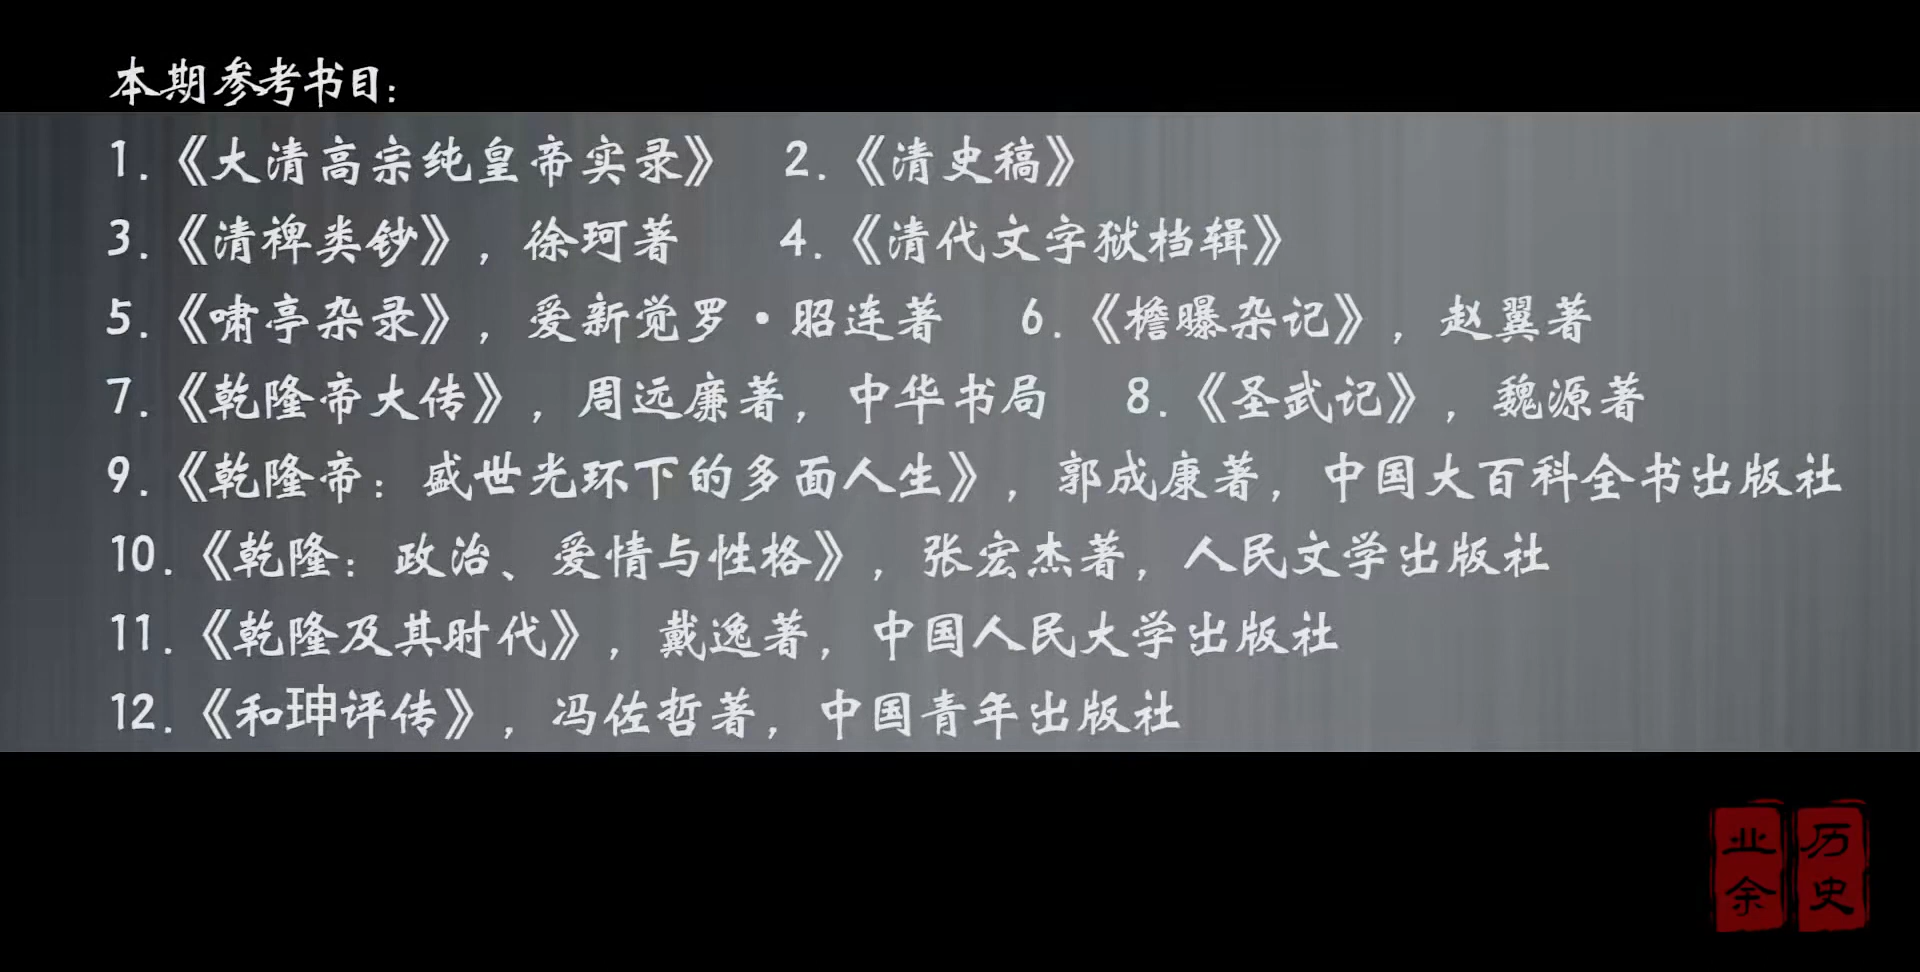 本期参考书目：
1.《大清高宗纯皇帝实录》 2.《清史稿》
3.《清裨类钞》，徐珂著 4.《清代文字狱档辑》
5.《啸亭杂录》，爱新觉罗·昭连著 6.《檐曝杂记》，赵翼著
7.《乾隆帝大传》，周远廉著，中华书局 8.《圣武记》，魏源著
9.《乾隆帝：盛世光环下的多面人生》，郭成康著，中国大百科全书出版社
10.《乾隆：政治、爱情与性格》，张宏杰著，人民文学出版社
11.《乾隆及其时代》，戴逸著，中国人民大学出版社
12.《和珅评传》，冯佐哲著，中国青年出版社
历史
业余